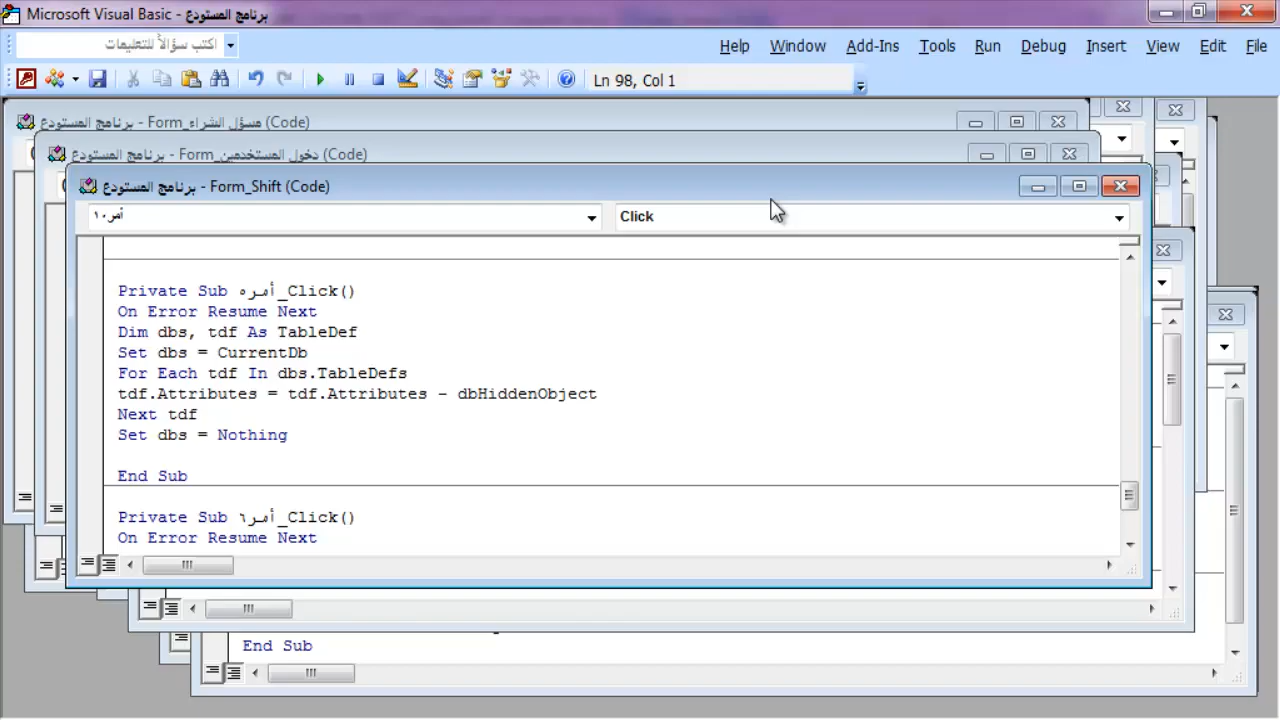 Microsoft Visual Basic - برنامج المستودع
اكتب سؤالاً للتعليمات
Help Window Add-Ins Tools Run Debug Insert View Edit File
Ln 98, Col 1
برنامج المستودع - Form_مسؤل الشراء (Code)
برنامج المستودع - Form_دخول المستخدمين (Code)
برنامج المستودع - Form_Shift (Code)
أمر١٠
Click
Private Sub أمر٥_Click()
On Error Resume Next
Dim dbs, tdf As TableDef
Set dbs = CurrentDb
For Each tdf In dbs.TableDefs
tdf.Attributes = tdf.Attributes - dbHiddenObject
Next tdf
Set dbs = Nothing
End Sub
Private Sub أمر٦_Click()
On Error Resume Next
End Sub